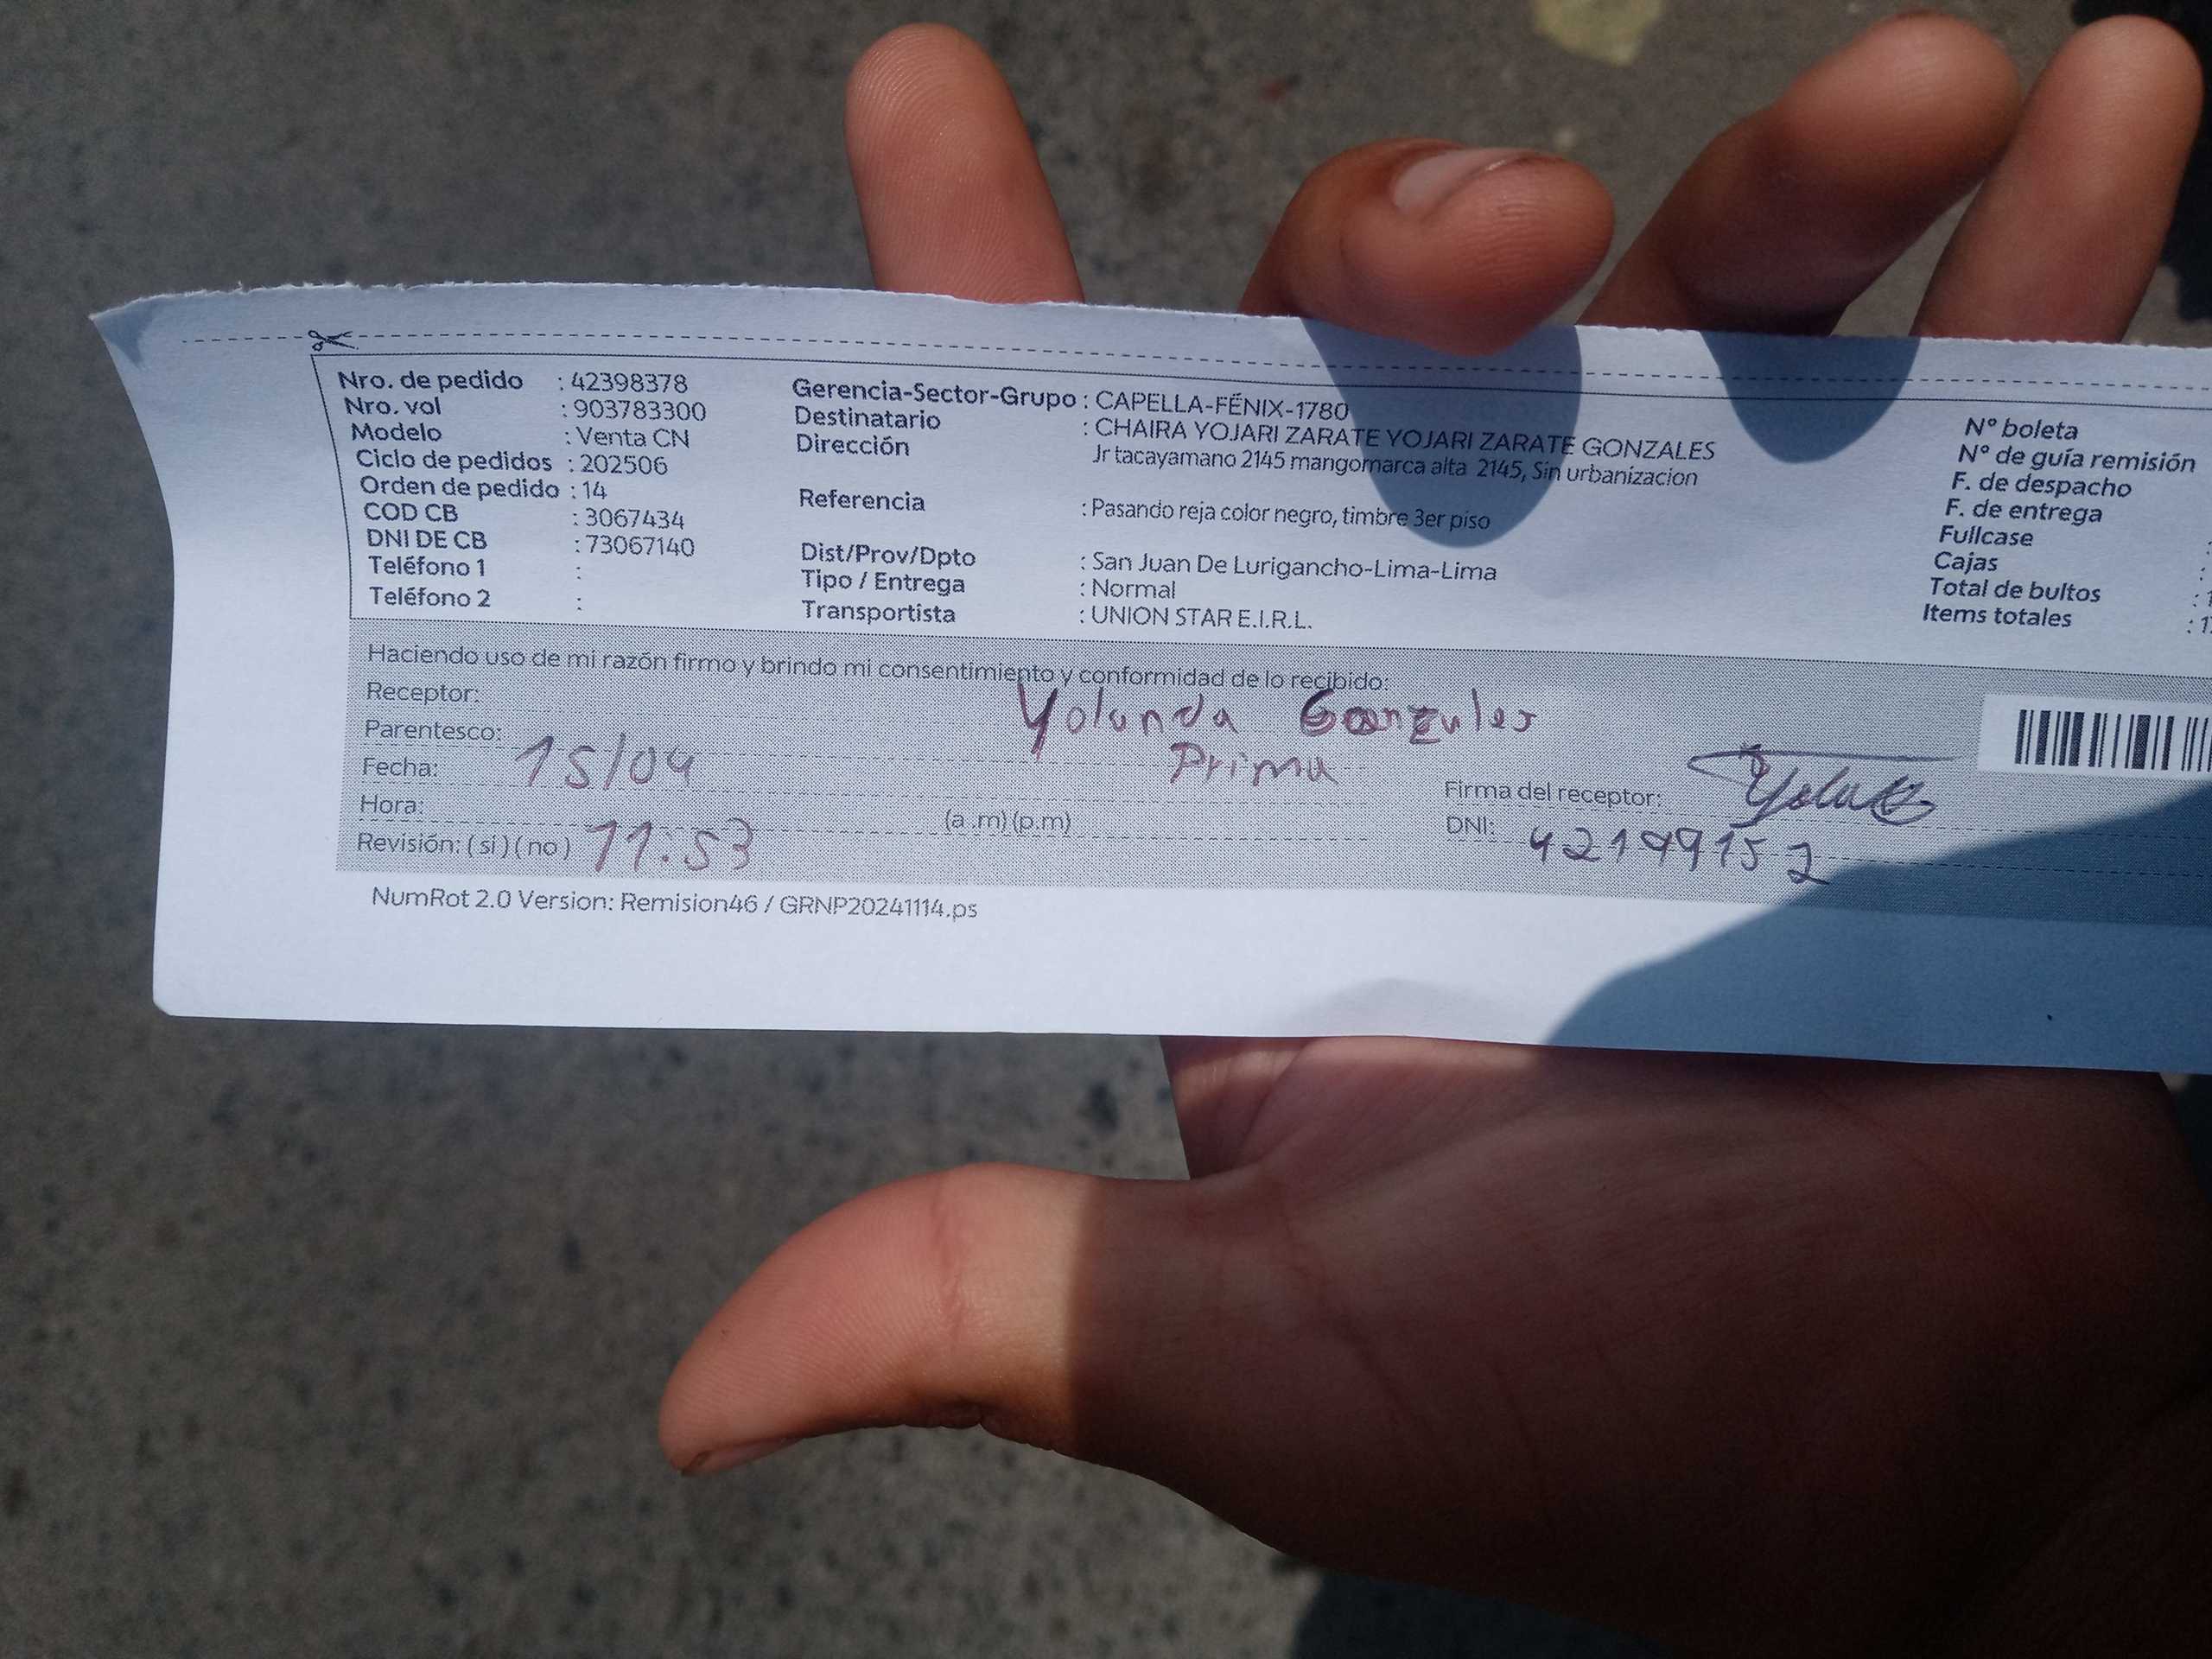 Nro. de pedido : 42398378
Nro. vol : 903783300
Modelo : Venta CN
Ciclo de pedidos : 202506
Orden de pedido : 14
COD CB : 3067434
DNI DE CB : 73067140
Teléfono 1 :
Teléfono 2 :
Gerencia-Sector-Grupo : CAPELLA-FÉNIX-1780
Destinatario : CHAIRA YOJARI ZARATE YOJARI ZARATE GONZALES
Dirección Jr tacayamano 2145 mangomarca alta 2145, Sin urbanizacion
Referencia : Pasando reja color negro, timbre 3er piso
Dist/Prov/Dpto : San Juan De Lurigancho-Lima-Lima
Tipo / Entrega : Normal
Transportista : UNION STAR E.I.R.L.
N° boleta
N° de guía remisión
F. de despacho
F. de entrega
Fullcase :
Cajas :
Total de bultos : 1
Items totales :
Haciendo uso de mi razón firmo y brindo mi consentimiento y conformidad de lo recibido:
Receptor: Yolanda Gonzales
Parentesco: Prima
Fecha: 15/04
Hora: (a .m) (p.m)
Revisión: ( si ) ( no ) 11:53
Firma del receptor:
DNI:
NumRot 2.0 Version: Remision46 / GRNP20241114.ps